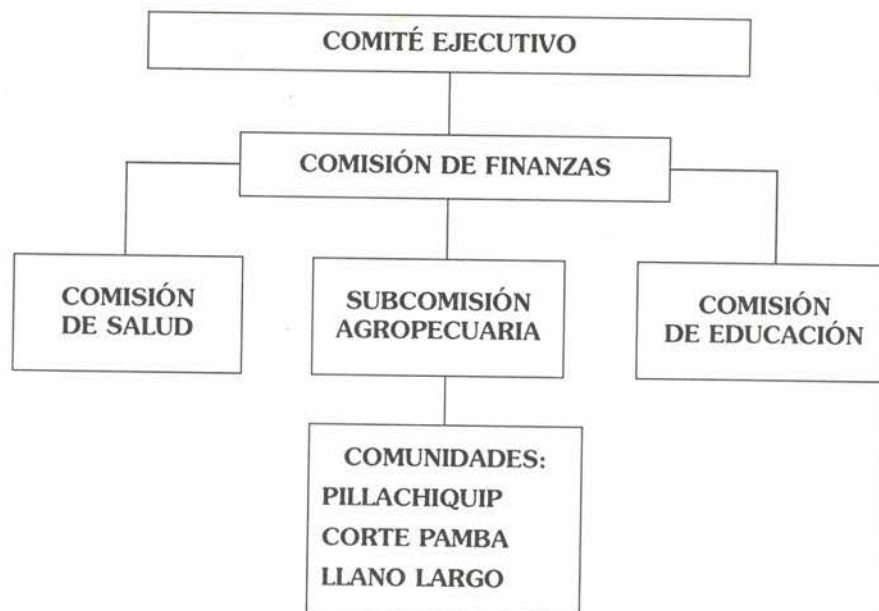 COMITÉ EJECUTIVO
COMISIÓN DE FINANZAS
COMISIÓN
DE SALUD
SUBCOMISIÓN
AGROPECUARIA
COMISIÓN
DE EDUCACIÓN
COMUNIDADES:
PILLACHIQUIP
CORTE PAMBA
LLANO LARGO